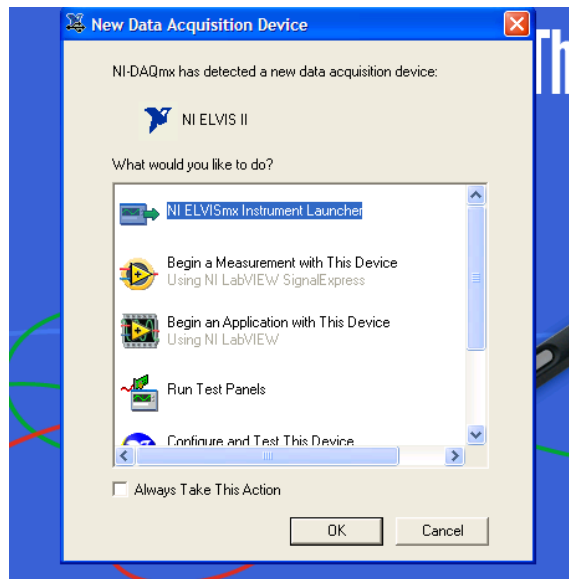 New Data Acquisition Device
Th
NI-DAQmx has detected a new data acquisition device:
NI ELVIS II
What would you like to do?
NI ELVISmx Instrument Launcher
Begin a Measurement with This Device
Using NI LabVIEW SignalExpress
Begin an Application with This Device
Using NI LabVIEW
Run Test Panels
Configure and Test This Device
Always Take This Action
OK
Cancel